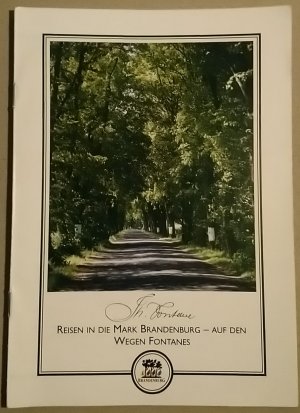 Th. Fontane
REISEN IN DIE MARK BRANDENBURG – AUF DEN
WEGEN FONTANES
BRANDENBURG